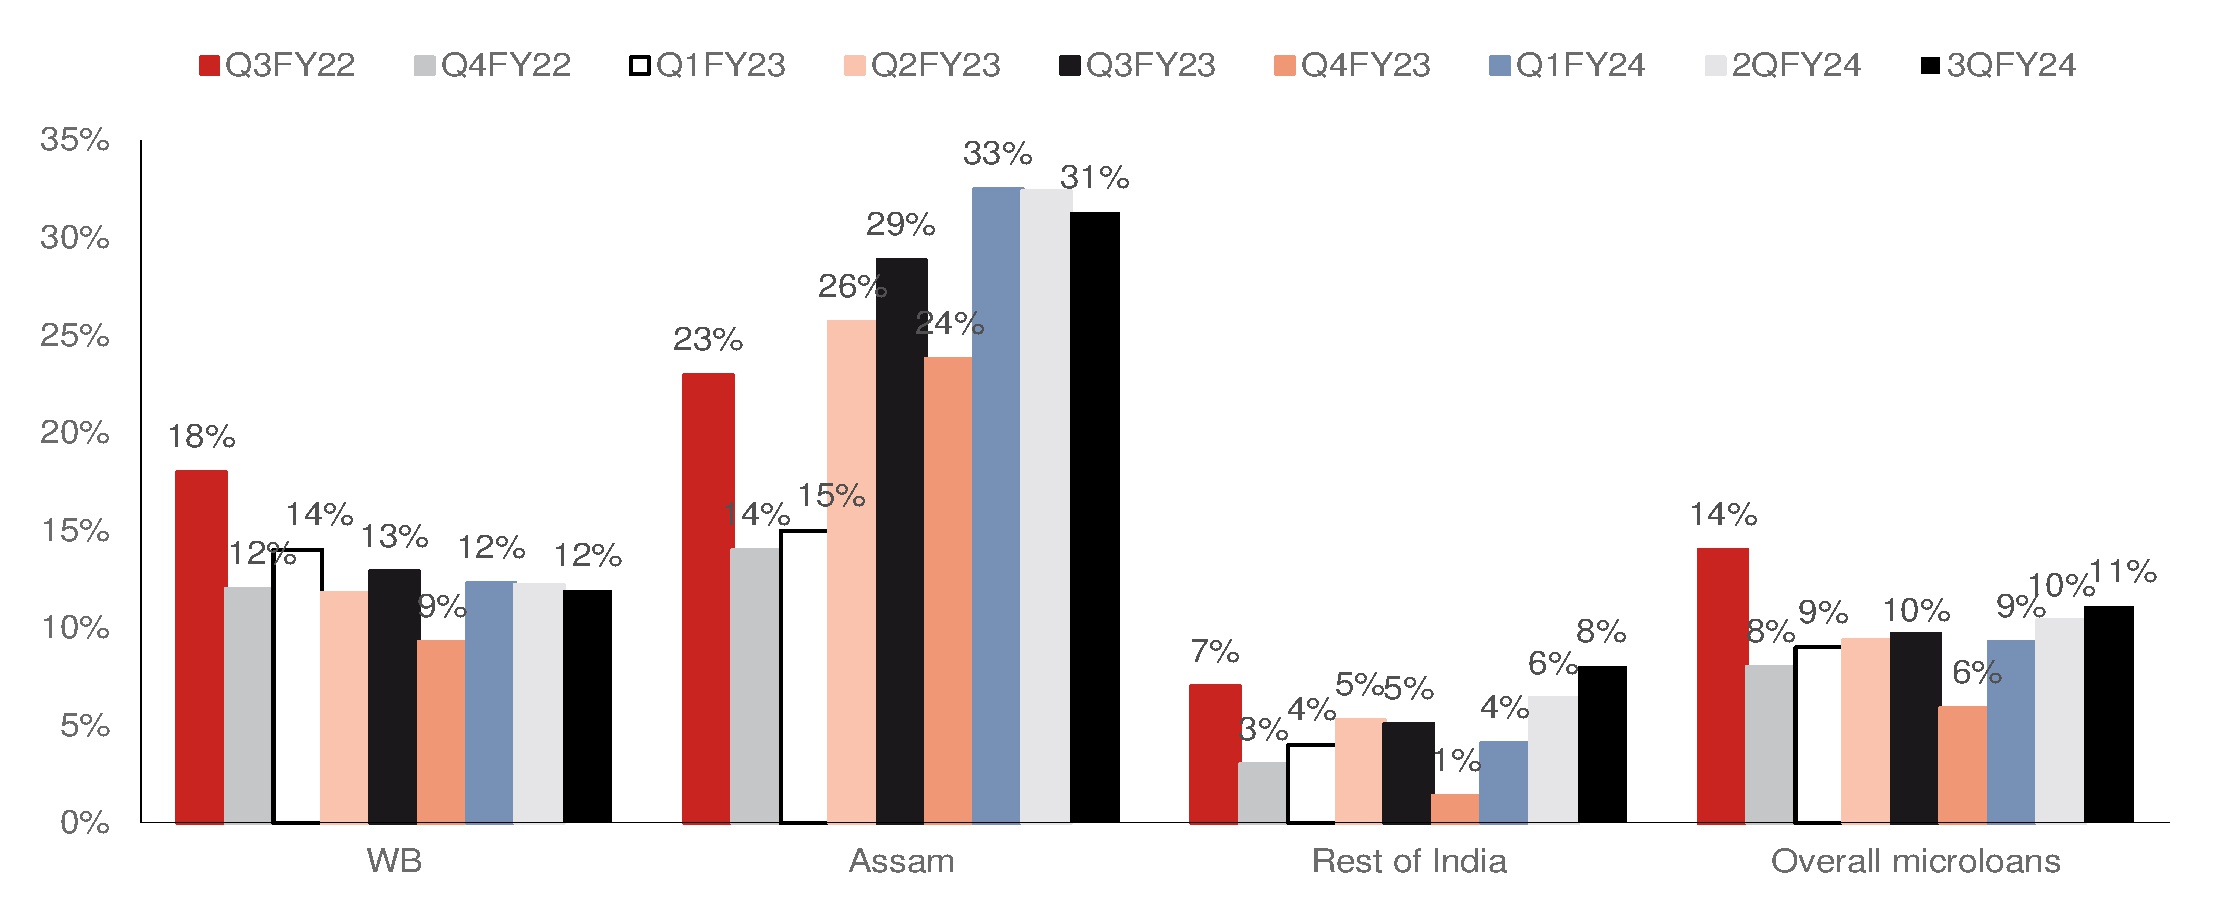 Q3FY22 Q4FY22 Q1FY23 Q2FY23 Q3FY23 Q4FY23 Q1FY24 2QFY24 3QFY24
35%
30%
25%
20%
15%
10%
5%
0%
18% 12% 14% 13% 9% 12% 12%
23% 14% 15% 26% 29% 24% 33% 31%
7% 3% 4% 5% 5% 1% 4% 6% 8%
14% 8% 9% 10% 6% 9% 10% 11%
WB Assam Rest of India Overall microloans